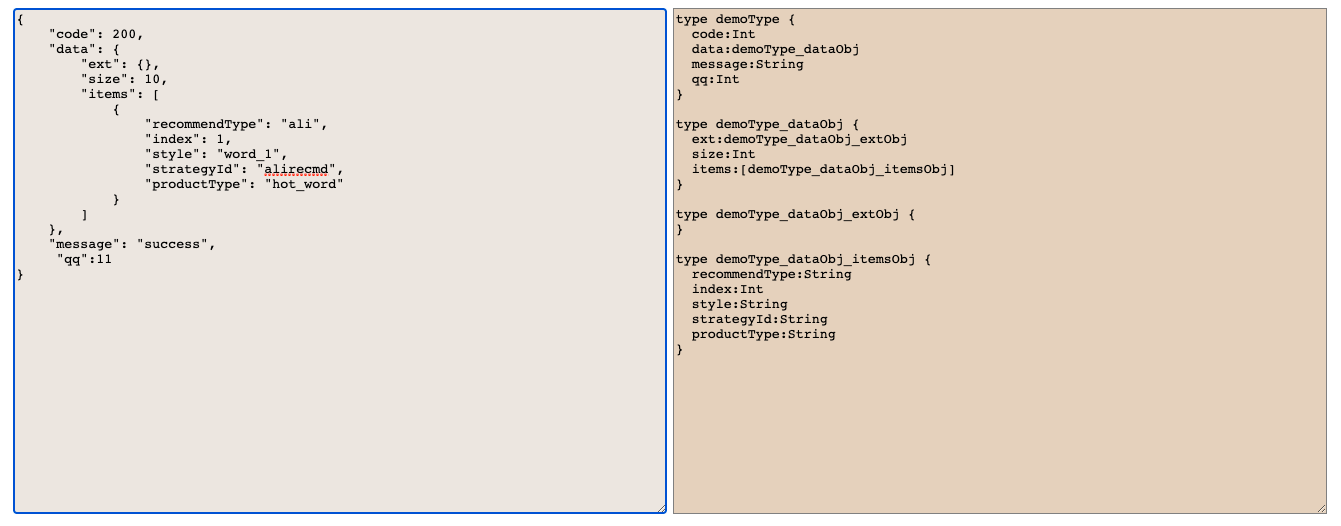 {
    "code": 200,
    "data": {
        "ext": {},
        "size": 10,
        "items": [
            {
                "recommendType": "ali",
                "index": 1,
                "style": "word_1",
                "strategyId": "alirecmd",
                "productType": "hot_word"
            }
        ]
    },
    "message": "success",
     "qq":11
}
type demoType {
  code:Int
  data:demoType_dataObj
  message:String
  qq:Int
}

type demoType_dataObj {
  ext:demoType_dataObj_extObj
  size:Int
  items:[demoType_dataObj_itemsObj]
}

type demoType_dataObj_extObj {
}

type demoType_dataObj_itemsObj {
  recommendType:String
  index:Int
  style:String
  strategyId:String
  productType:String
}